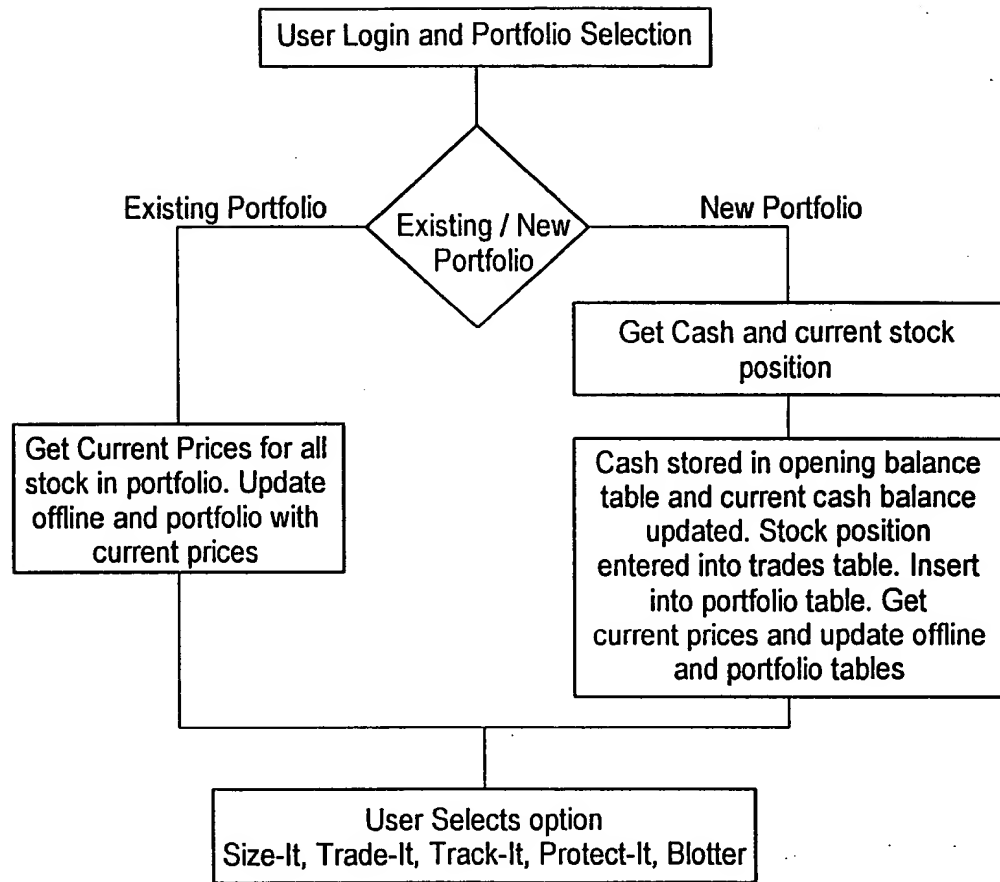 User Login and Portfolio Selection
Existing Portfolio
New Portfolio
Existing / New
Portfolio
Get Cash and current stock
position
Get Current Prices for all
stock in portfolio. Update
offline and portfolio with
current prices
Cash stored in opening balance
table and current cash balance
updated. Stock position
entered into trades table. Insert
into portfolio table. Get
current prices and update offline
and portfolio tables
User Selects option
Size-It, Trade-It, Track-It, Protect-It, Blotter